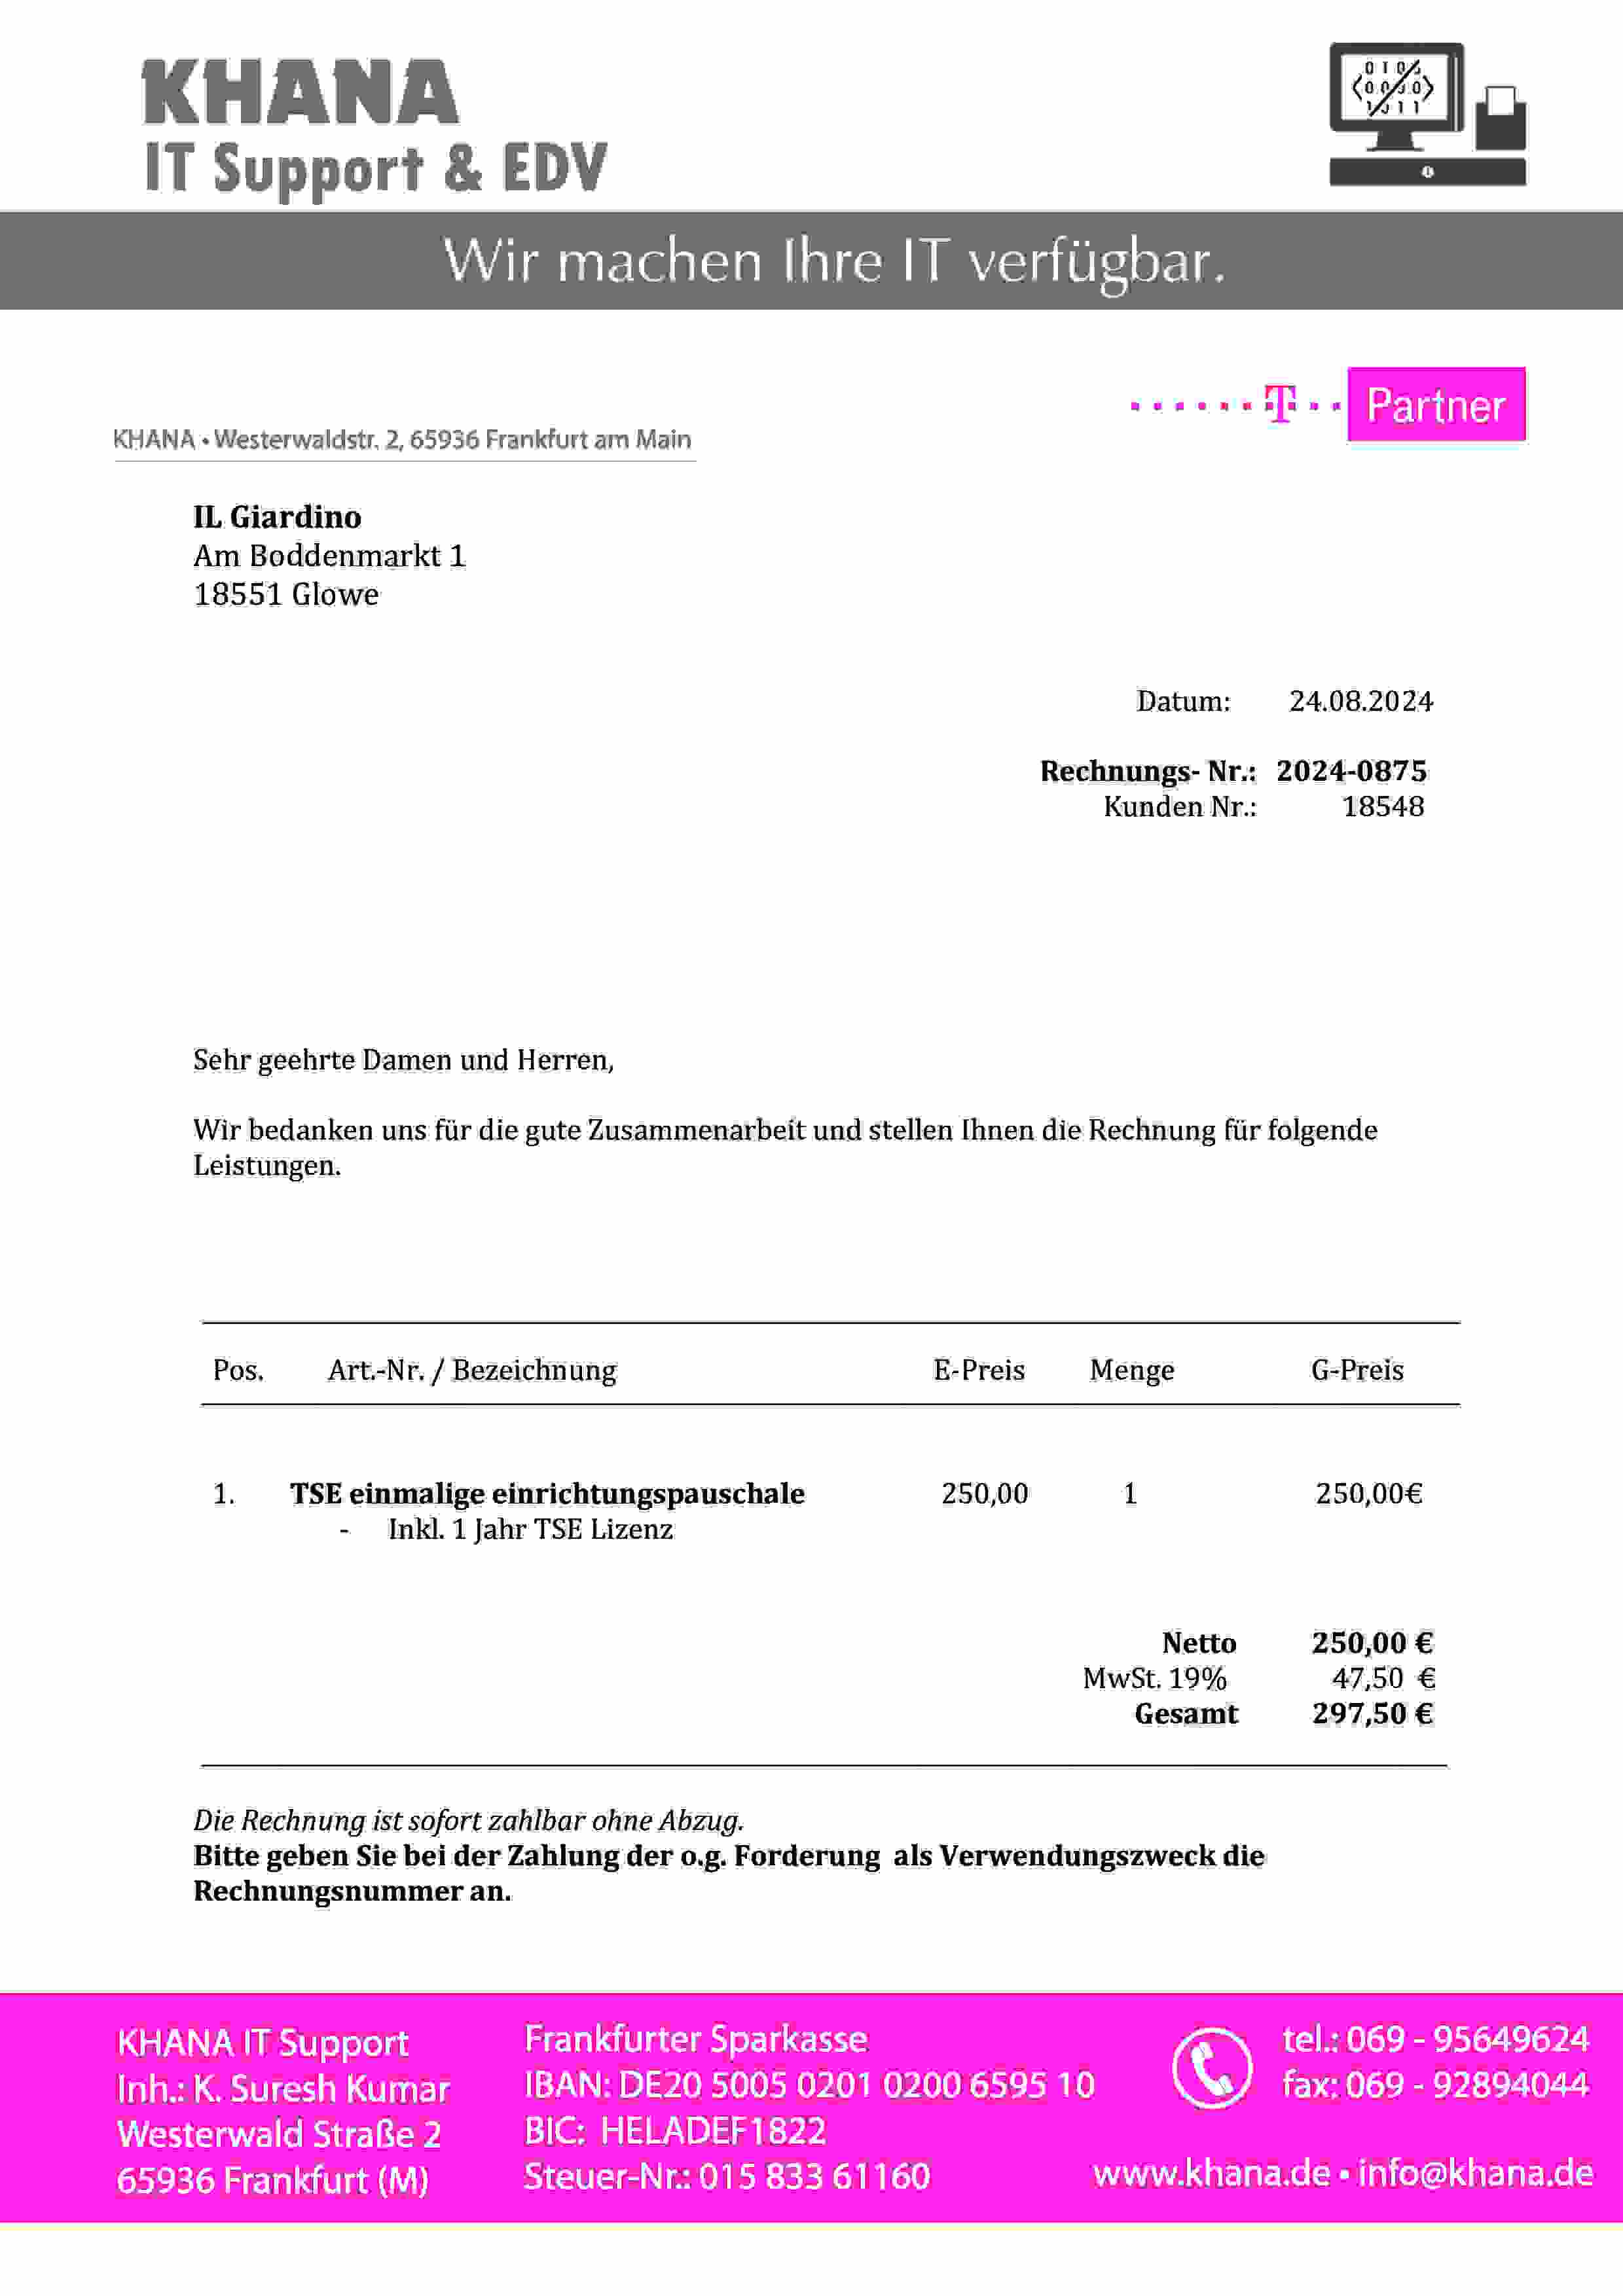 KHANA
IT Support & EDV
Wir machen Ihre IT verfügbar.
T Partner
KHANA • Westerwaldstr. 2, 65936 Frankfurt am Main
IL Giardino
Am Boddenmarkt 1
18551 Glowe
Datum: 24.08.2024
Rechnungs- Nr.: 2024-0875
Kunden Nr.: 18548
Sehr geehrte Damen und Herren,
Wir bedanken uns für die gute Zusammenarbeit und stellen Ihnen die Rechnung für folgende
Leistungen.
Pos. Art.-Nr. / Bezeichnung E-Preis Menge G-Preis
1. TSE einmalige einrichtungspauschale 250,00 1 250,00€
- Inkl. 1 Jahr TSE Lizenz
Netto 250,00 €
MwSt. 19% 47,50 €
Gesamt 297,50 €
Die Rechnung ist sofort zahlbar ohne Abzug.
Bitte geben Sie bei der Zahlung der o.g. Forderung als Verwendungszweck die
Rechnungsnummer an.
KHANA IT Support
Inh.: K. Suresh Kumar
Westerwald Straße 2
65936 Frankfurt (M)
Frankfurter Sparkasse
IBAN: DE20 5005 0201 0200 6595 10
BIC: HELADEF1822
Steuer-Nr.: 015 833 61160
tel.: 069 - 95649624
fax: 069 - 92894044
www.khana.de • info@khana.de